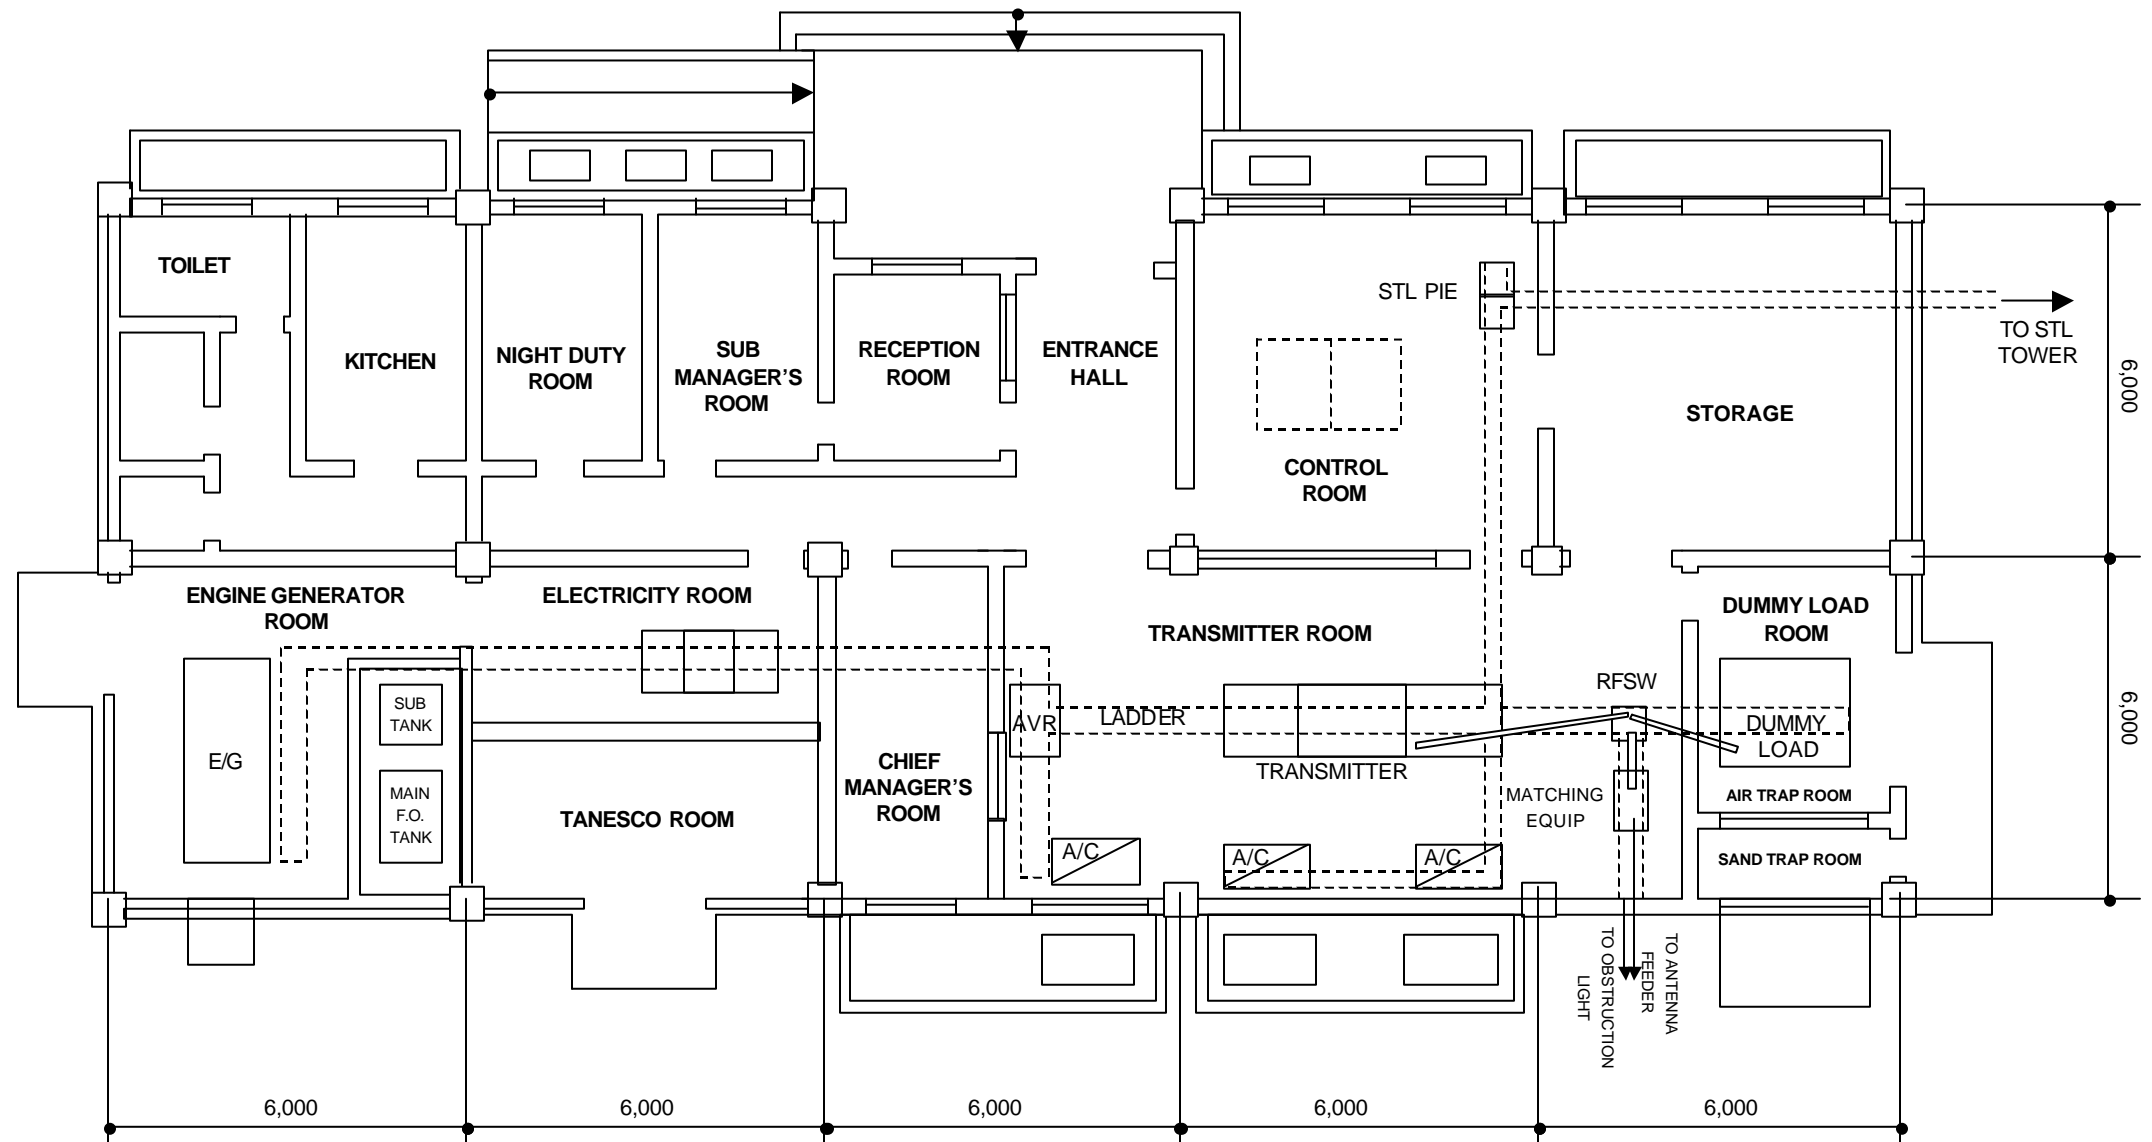 TOILET
KITCHEN
NIGHT DUTY
ROOM
SUB
MANAGER’S
ROOM
RECEPTION
ROOM
ENTRANCE
HALL
STL PIE
CONTROL
ROOM
STORAGE
TO STL
TOWER
6,000
ENGINE GENERATOR
ROOM
ELECTRICITY ROOM
TRANSMITTER ROOM
DUMMY LOAD
ROOM
6,000
E/G
SUB
TANK
MAIN
F.O.
TANK
TANESCO ROOM
CHIEF
MANAGER’S
ROOM
AVR
LADDER
TRANSMITTER
RFSW
DUMMY
LOAD
MATCHING
EQUIP
AIR TRAP ROOM
SAND TRAP ROOM
A/C
A/C
A/C
TO ANTENNA
FEEDER
TO OBSTRUCTION
LIGHT
6,000
6,000
6,000
6,000
6,000